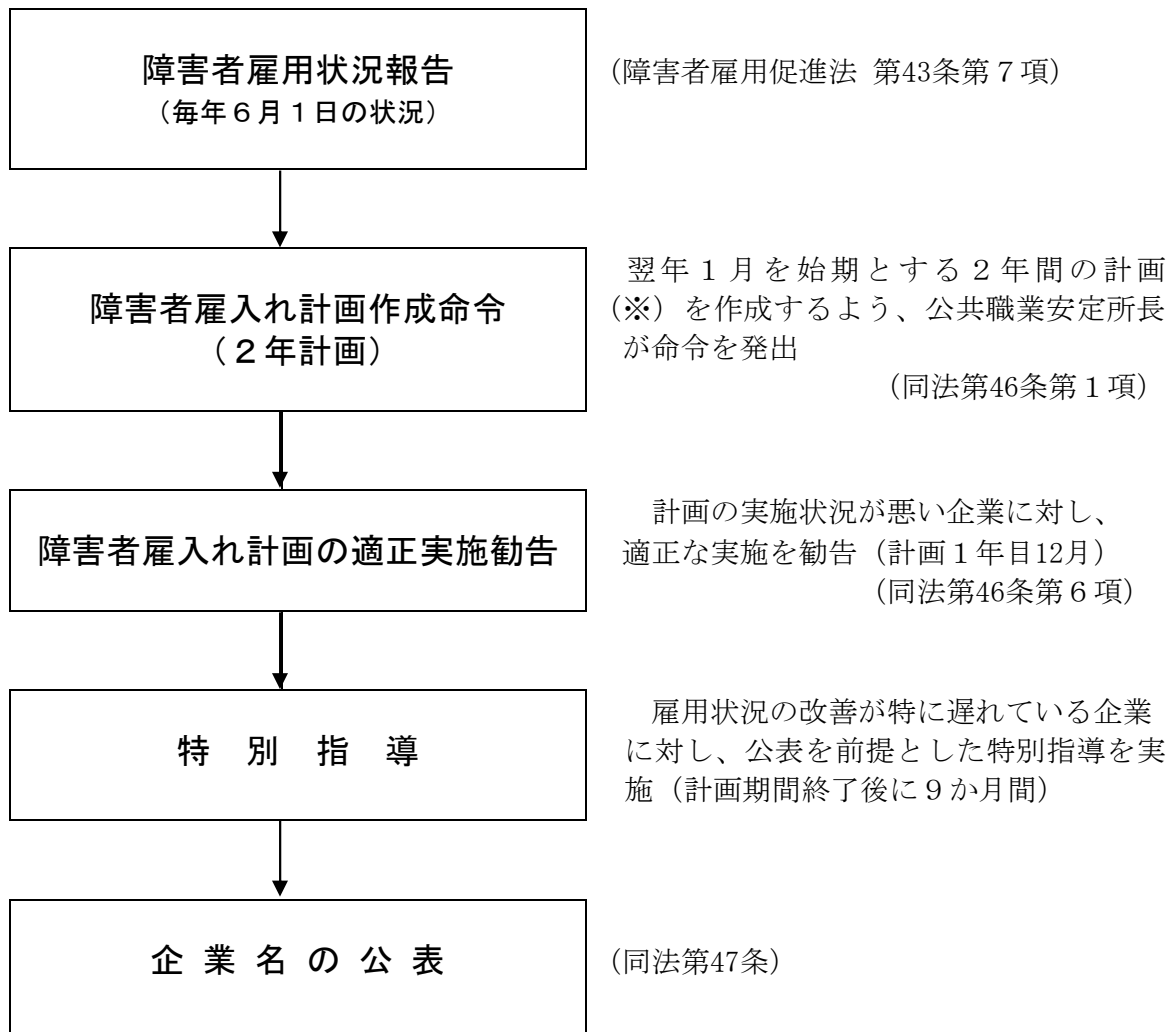 障害者雇用状況報告
（毎年６月１日の状況）
（障害者雇用促進法 第43条第７項）
障害者雇入れ計画作成命令
（２年計画）
翌年１月を始期とする２年間の計画
（※）を作成するよう、公共職業安定所長
が命令を発出
（同法第46条第１項）
障害者雇入れ計画の適正実施勧告
計画の実施状況が悪い企業に対し、
適正な実施を勧告（計画１年目12月）
（同法第46条第６項）
特別指導
雇用状況の改善が特に遅れている企業
に対し、公表を前提とした特別指導を実
施（計画期間終了後に９か月間）
企業名の公表
（同法第47条）